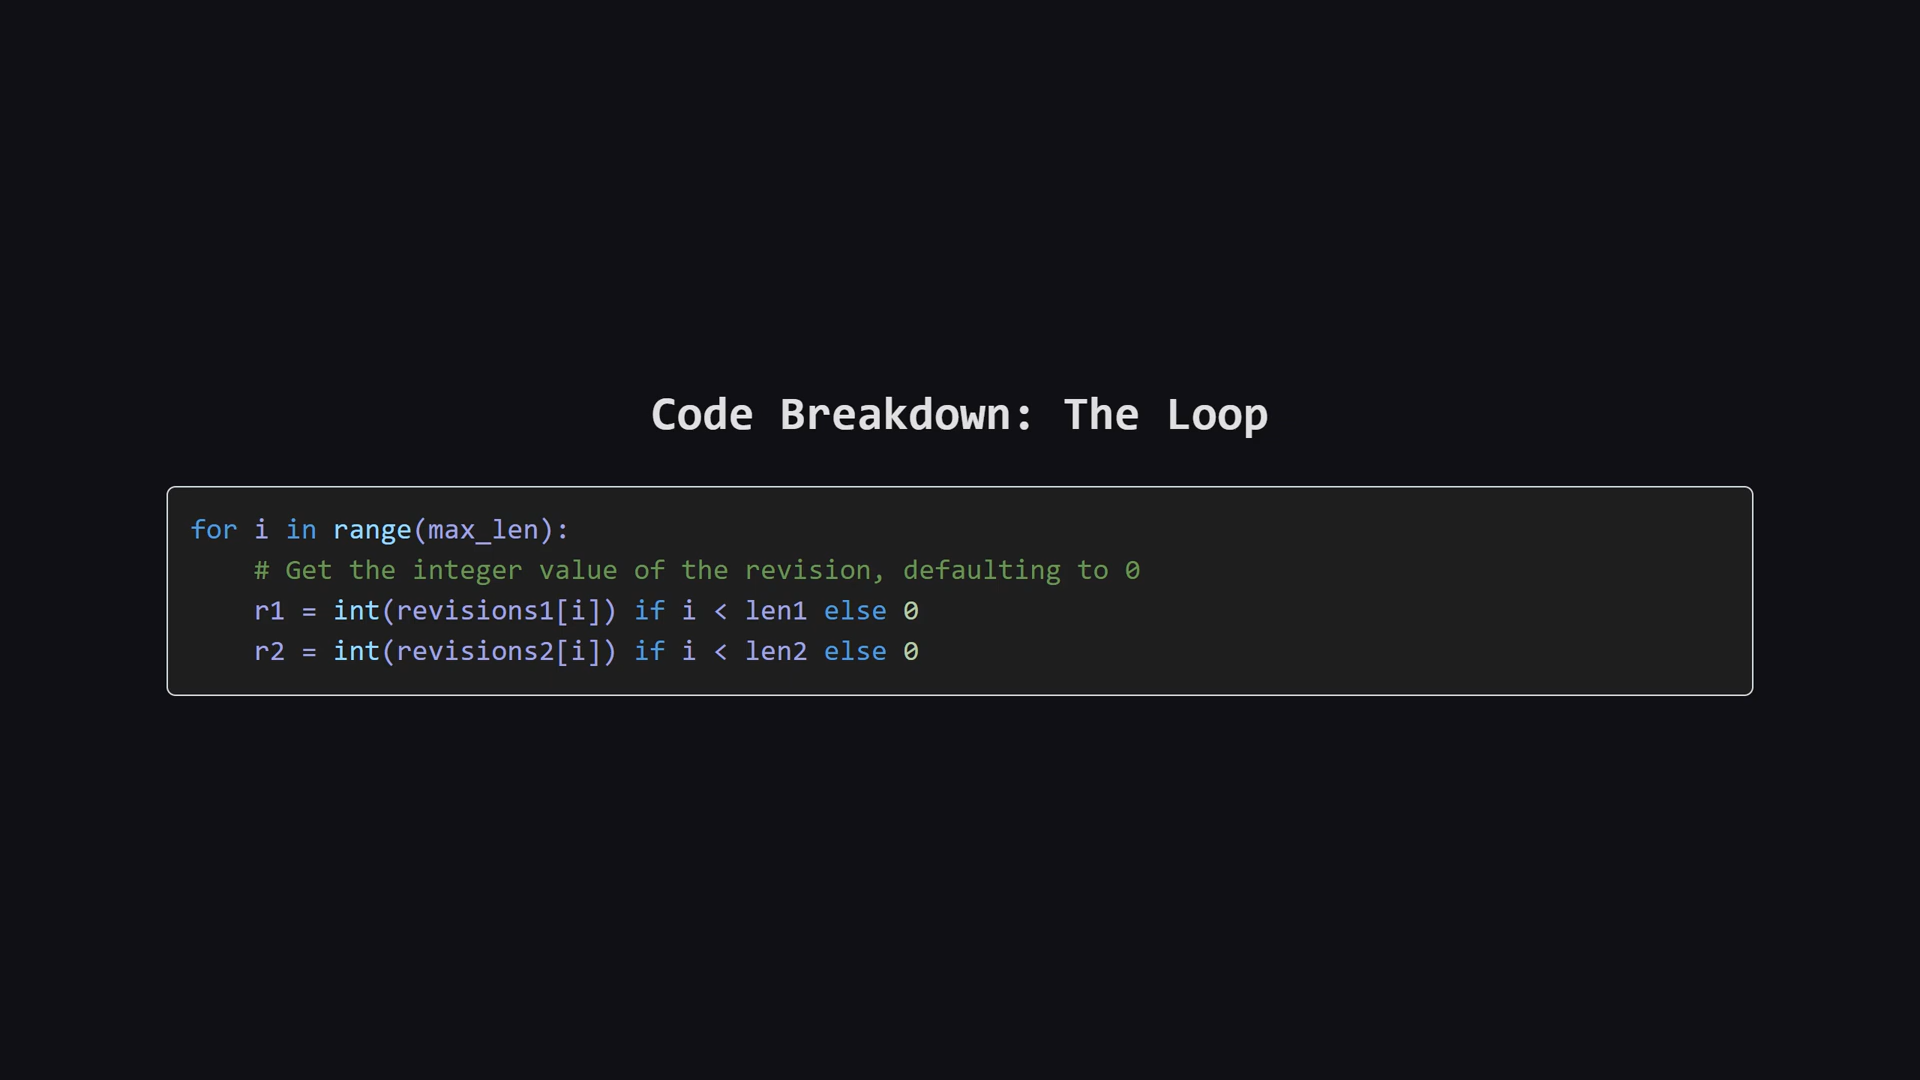 Code Breakdown: The Loop
for i in range(max_len):
    # Get the integer value of the revision, defaulting to 0
    r1 = int(revisions1[i]) if i < len1 else 0
    r2 = int(revisions2[i]) if i < len2 else 0